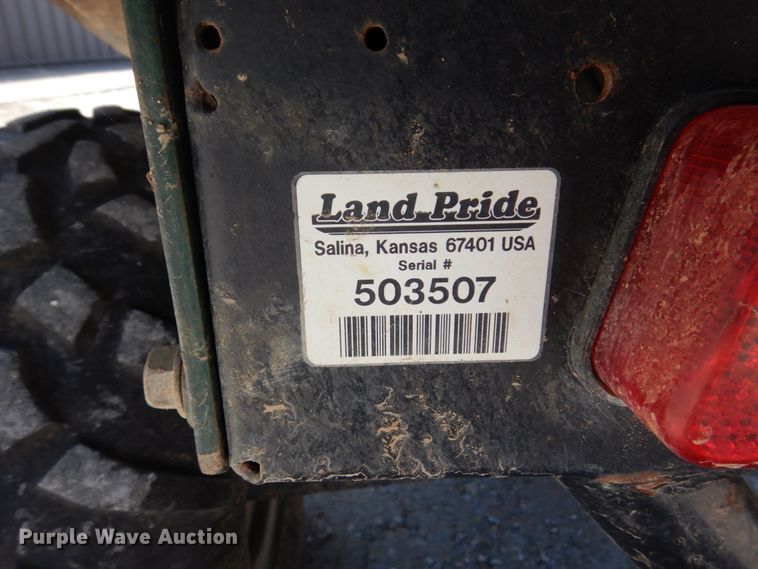 Land Pride
Salina, Kansas 67401 USA
Serial #
503507
Purple Wave Auction